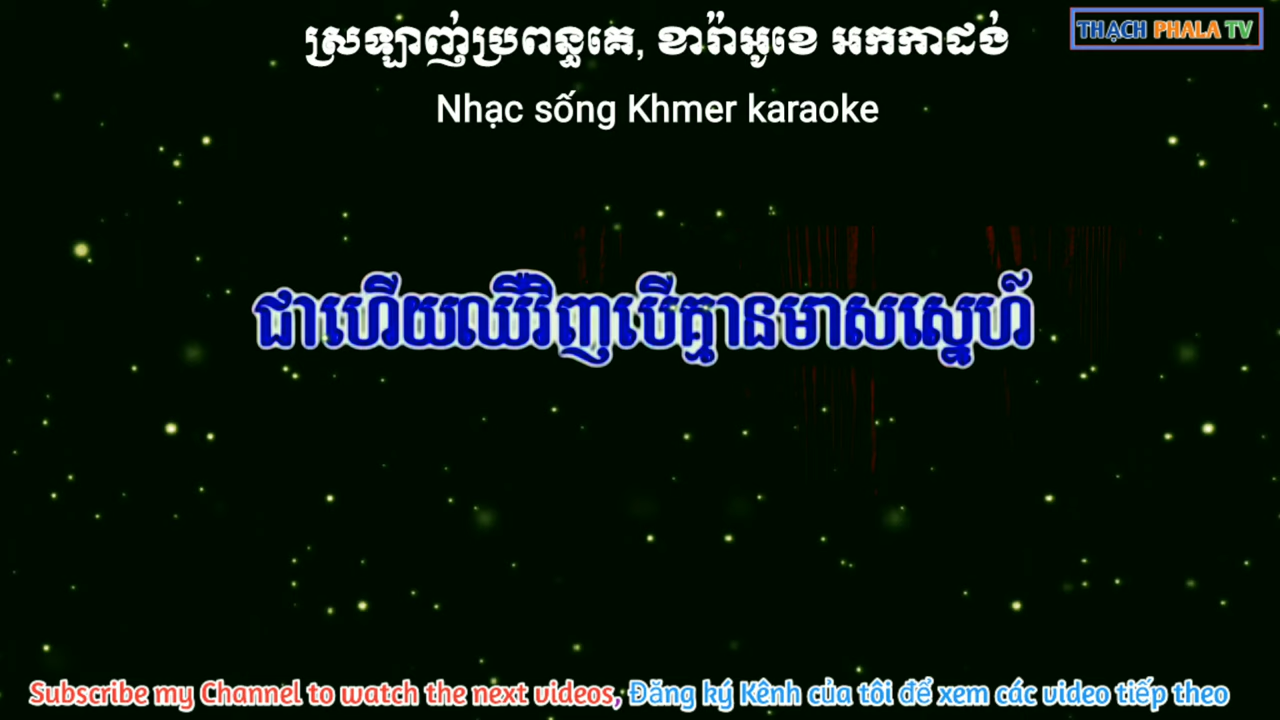 ស្រឡាញ់ប្រពន្ធគេ, ខារ៉ាអូខេ អកកាដង់
THẠCH PHALA TV
Nhạc sống Khmer karaoke
ជាហើយឈឺវិញបើគ្មានមាសស្នេហ៍
Subscribe my Channel to watch the next videos, Đăng ký Kênh của tôi để xem các video tiếp theo